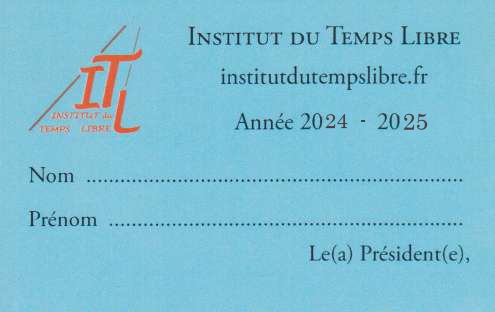 INSTITUT DU TEMPS LIBRE
institutdutempslibre.fr
Année 2024 - 2025
ITL
INSTITUT du
TEMPS LIBRE
Nom ................................................................
Prénom ............................................................
Le(a) Président(e),